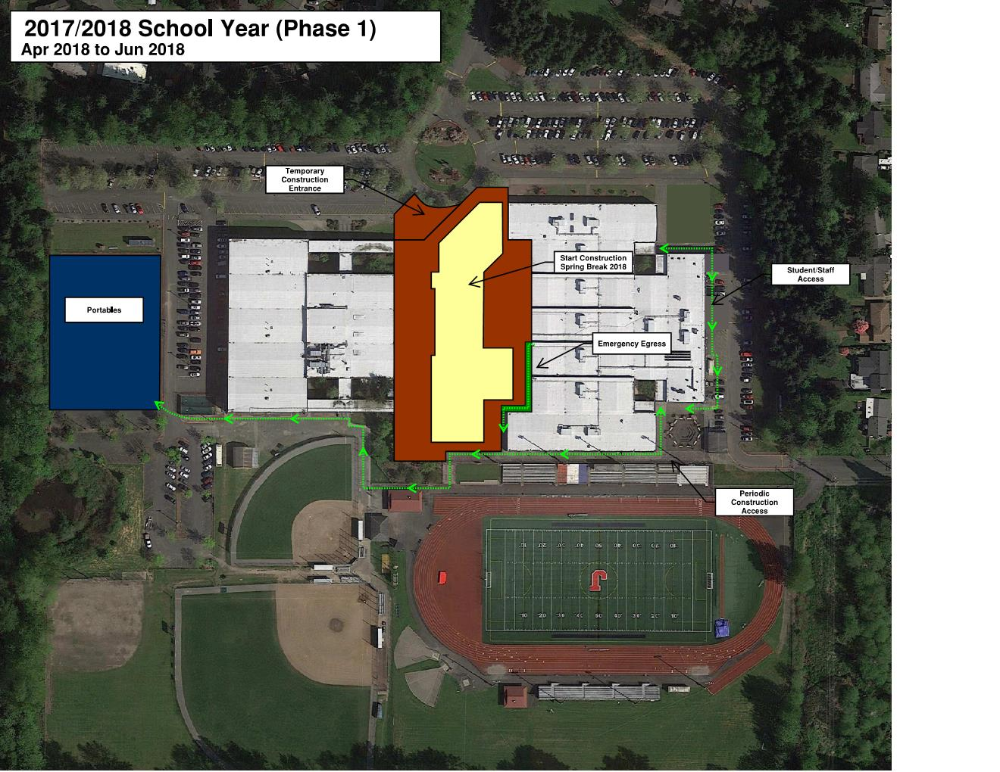 2017/2018 School Year (Phase 1)
Apr 2018 to Jun 2018
Temporary
Construction
Entrance
Start Construction
Spring Break 2018
Student/Staff
Access
Portables
Emergency Egress
Periodic
Construction
Access
J